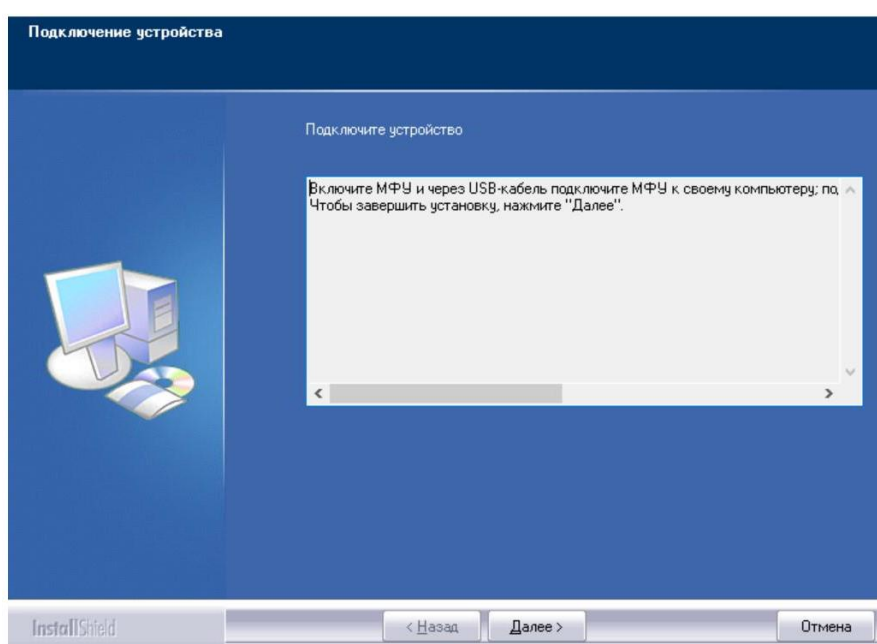 Подключение устройства
Подключите устройство
Включите МФУ и через USB-кабель подключите МФУ к своему компьютеру;
Чтобы завершить установку, нажмите "Далее".
InstallShield
< Назад
Далее >
Отмена